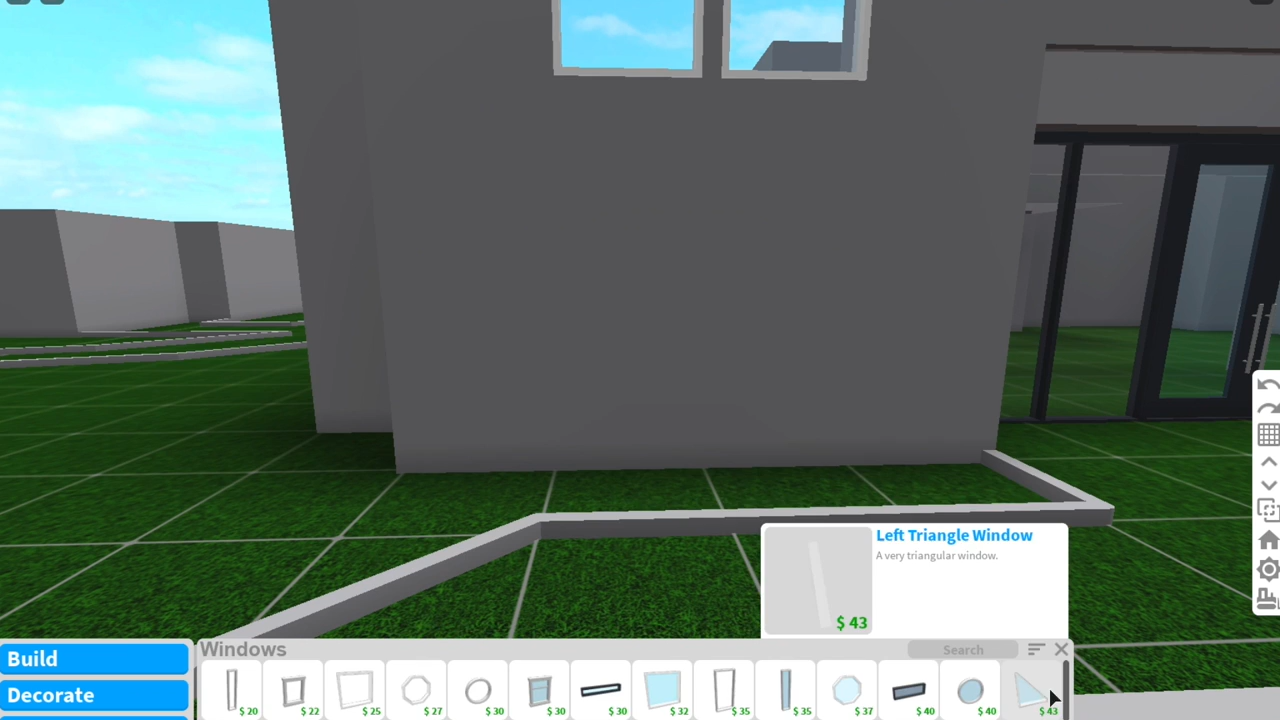 Left Triangle Window
A very triangular window.
$ 43
Windows
Search
Build
Decorate
$ 20
$ 22
$ 25
$ 27
$ 30
$ 30
$ 30
$ 32
$ 35
$ 35
$ 37
$ 40
$ 40
$ 43